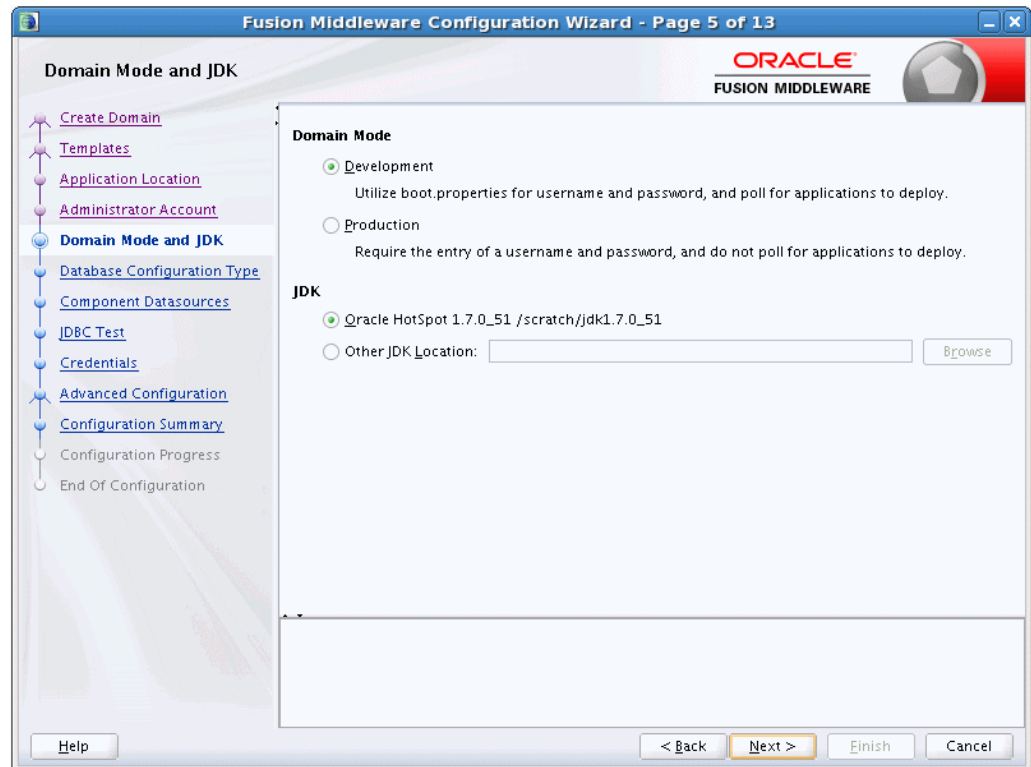 Fusion Middleware Configuration Wizard - Page 5 of 13
Domain Mode and JDK
ORACLE
FUSION MIDDLEWARE
Create Domain
Templates
Application Location
Administrator Account
Domain Mode and JDK
Database Configuration Type
Component Datasources
JDBC Test
Credentials
Advanced Configuration
Configuration Summary
Configuration Progress
End Of Configuration
Domain Mode
Development
Utilize boot.properties for username and password, and poll for applications to deploy.
Production
Require the entry of a username and password, and do not poll for applications to deploy.
JDK
Oracle HotSpot 1.7.0_51 /scratch/jdk1.7.0_51
Other JDK Location:
Browse
Help
< Back
Next >
Finish
Cancel